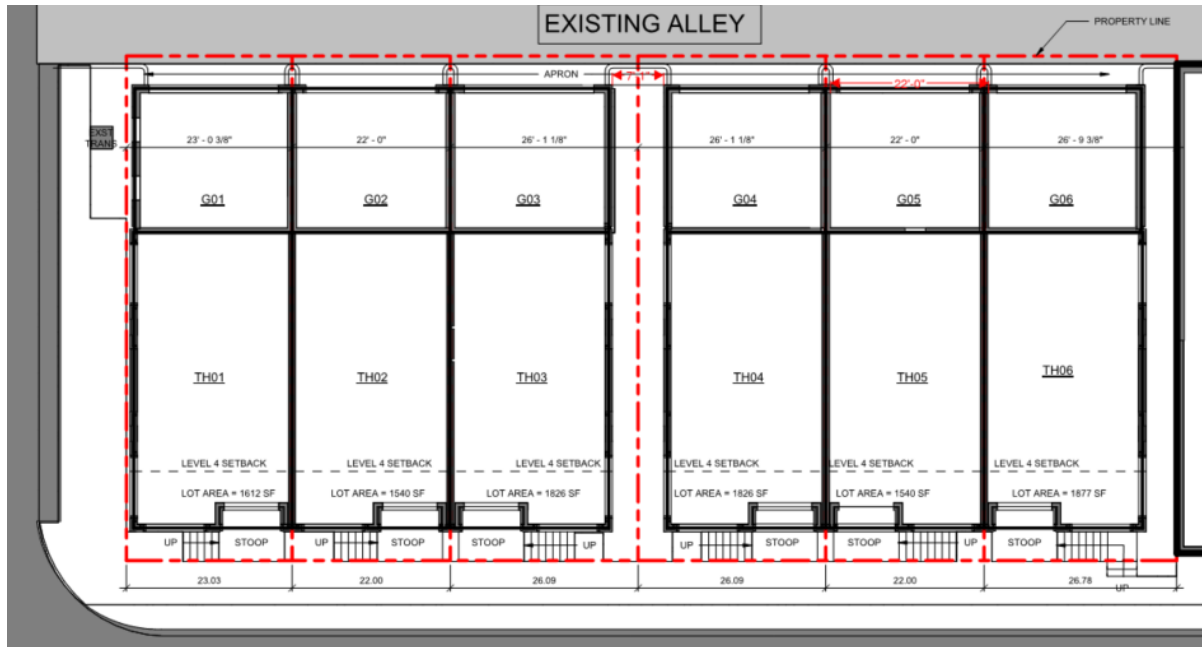 EXISTING ALLEY
PROPERTY LINE
APRON
7'-1"
22'-0"
EXST
TRANS
23' - 0 3/8"
22' - 0"
26' - 1 1/8"
26' - 1 1/8"
22' - 0"
26' - 9 3/8"
G01
G02
G03
G04
G05
G06
TH01
TH02
TH03
TH04
TH05
TH06
LEVEL 4 SETBACK
LEVEL 4 SETBACK
LEVEL 4 SETBACK
LEVEL 4 SETBACK
LEVEL 4 SETBACK
LEVEL 4 SETBACK
LOT AREA = 1612 SF
LOT AREA = 1540 SF
LOT AREA = 1826 SF
LOT AREA = 1826 SF
LOT AREA = 1540 SF
LOT AREA = 1877 SF
UP
STOOP
UP
STOOP
STOOP
UP
UP
STOOP
STOOP
UP
STOOP
23.03
22.00
26.09
26.09
22.00
26.78
UP